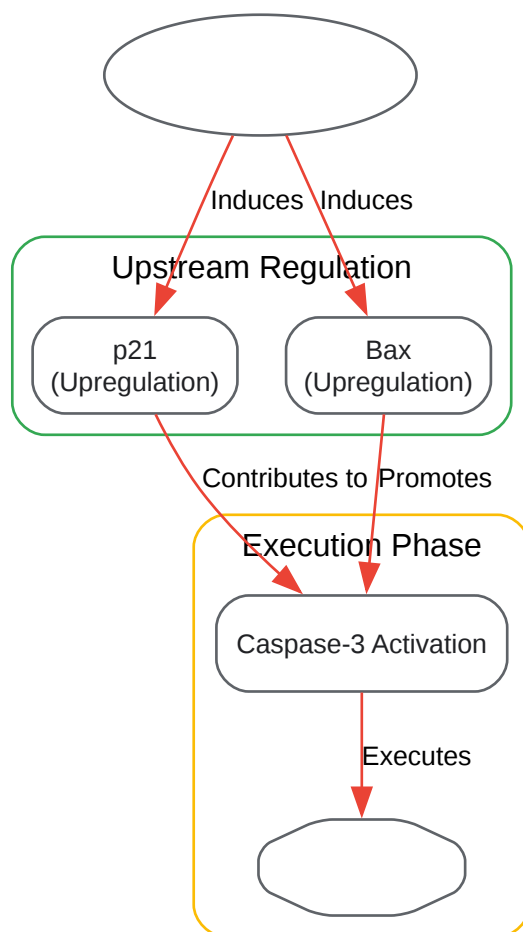 Induces Induces
Upstream Regulation
p21
(Upregulation)
Bax
(Upregulation)
Contributes to Promotes
Execution Phase
Caspase-3 Activation
Executes